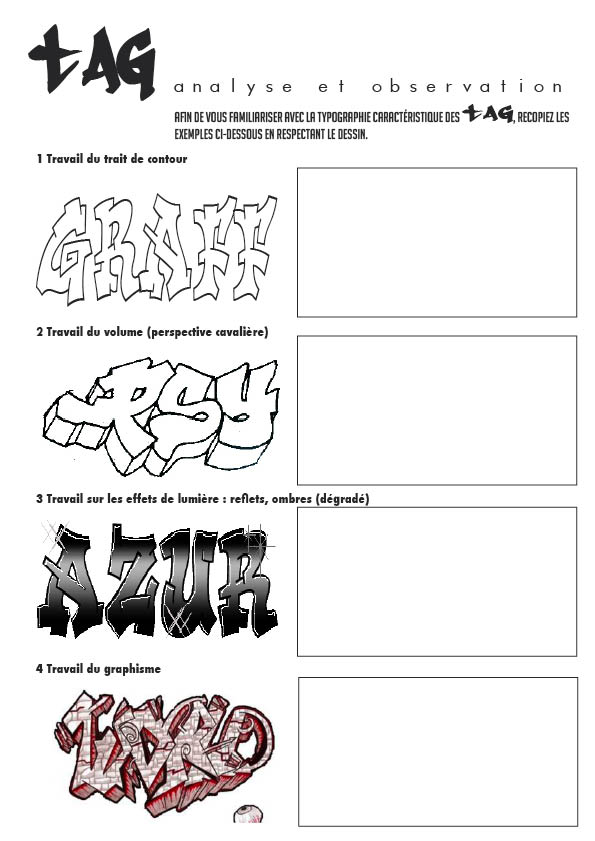 tAG
analyse et observation
AFIN DE VOUS FAMILIARISER AVEC LA TYPOGRAPHIE CARACTÉRISTIQUE DES tAG, RECOPIEZ LES
EXEMPLES CI-DESSOUS EN RESPECTANT LE DESSIN.
1 Travail du trait de contour
GRAFF
2 Travail du volume (perspective cavalière)
PSY
3 Travail sur les effets de lumière : reflets, ombres (dégradé)
AZUR
4 Travail du graphisme